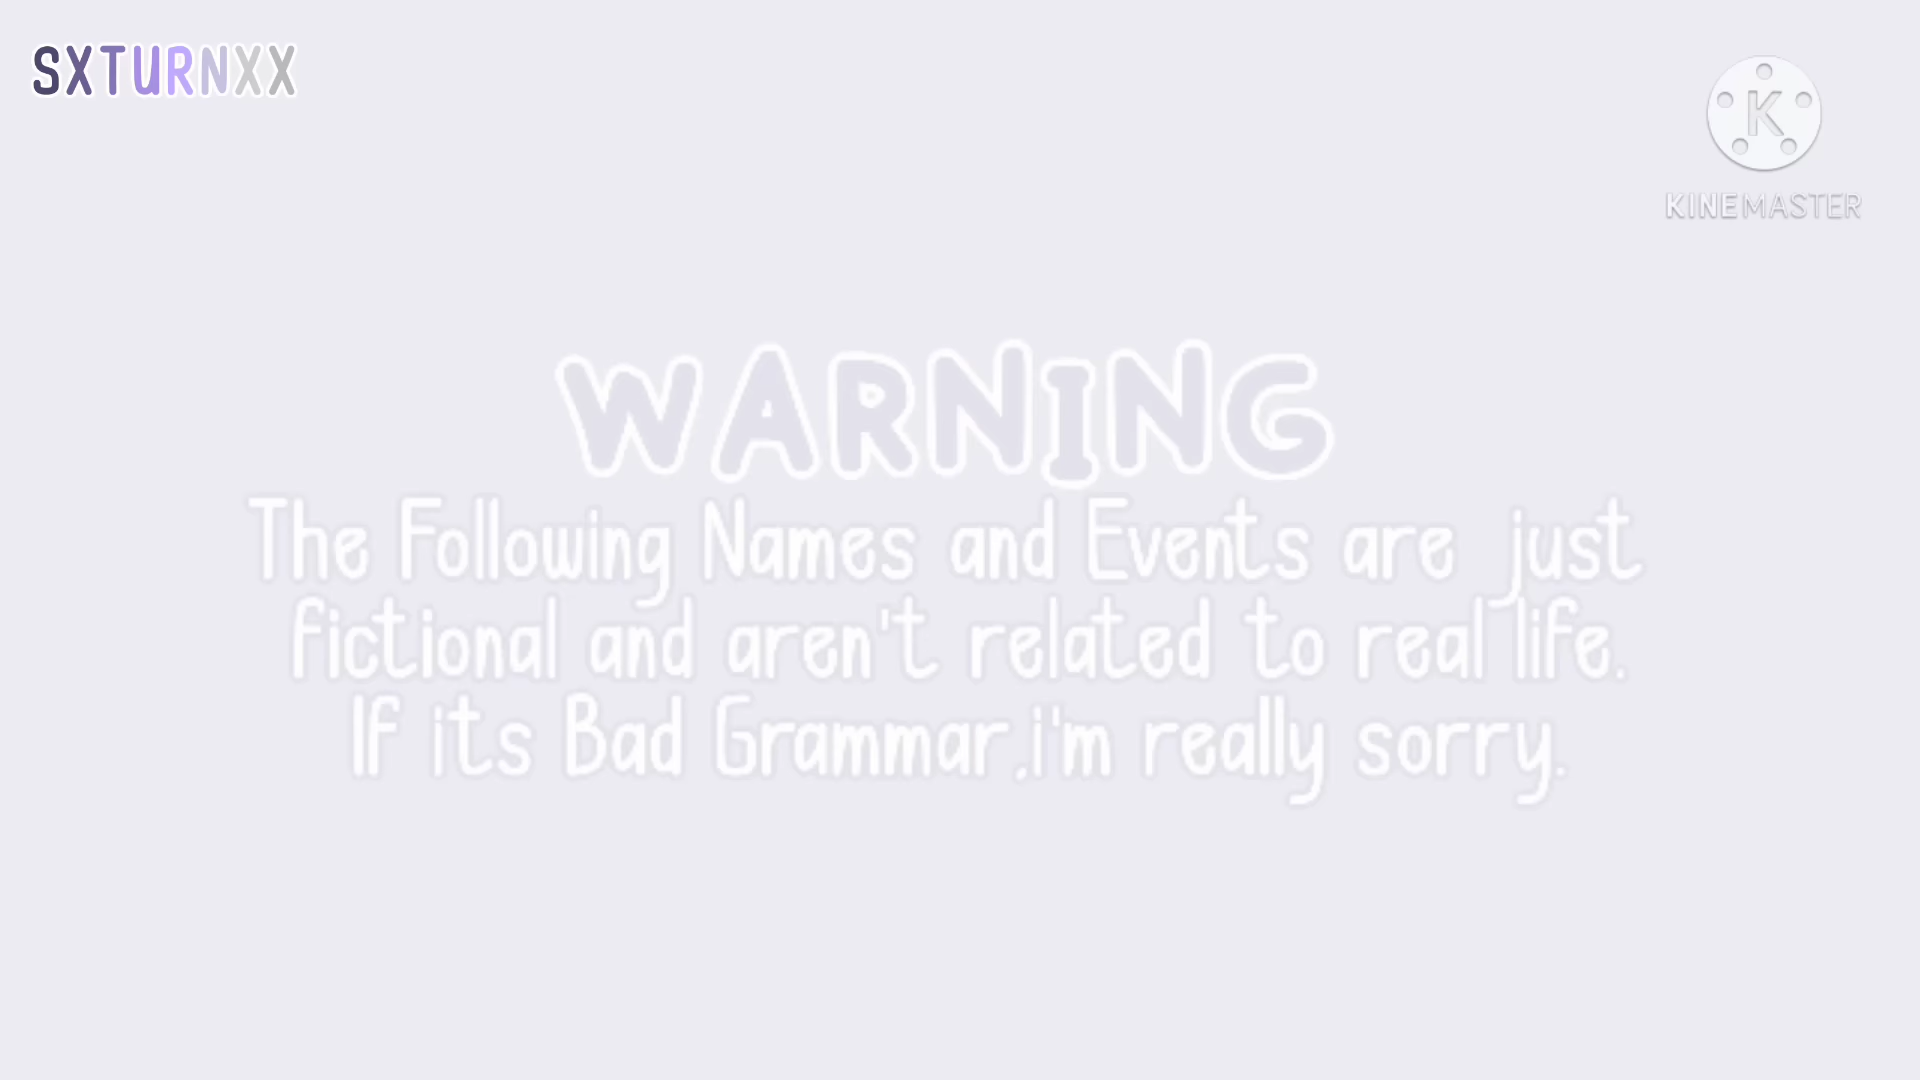 SXTURNXX
K
KINEMASTER
WARNING
The Following Names and Events are just
fictional and aren't related to real life.
If its Bad Grammar,i'm really sorry.